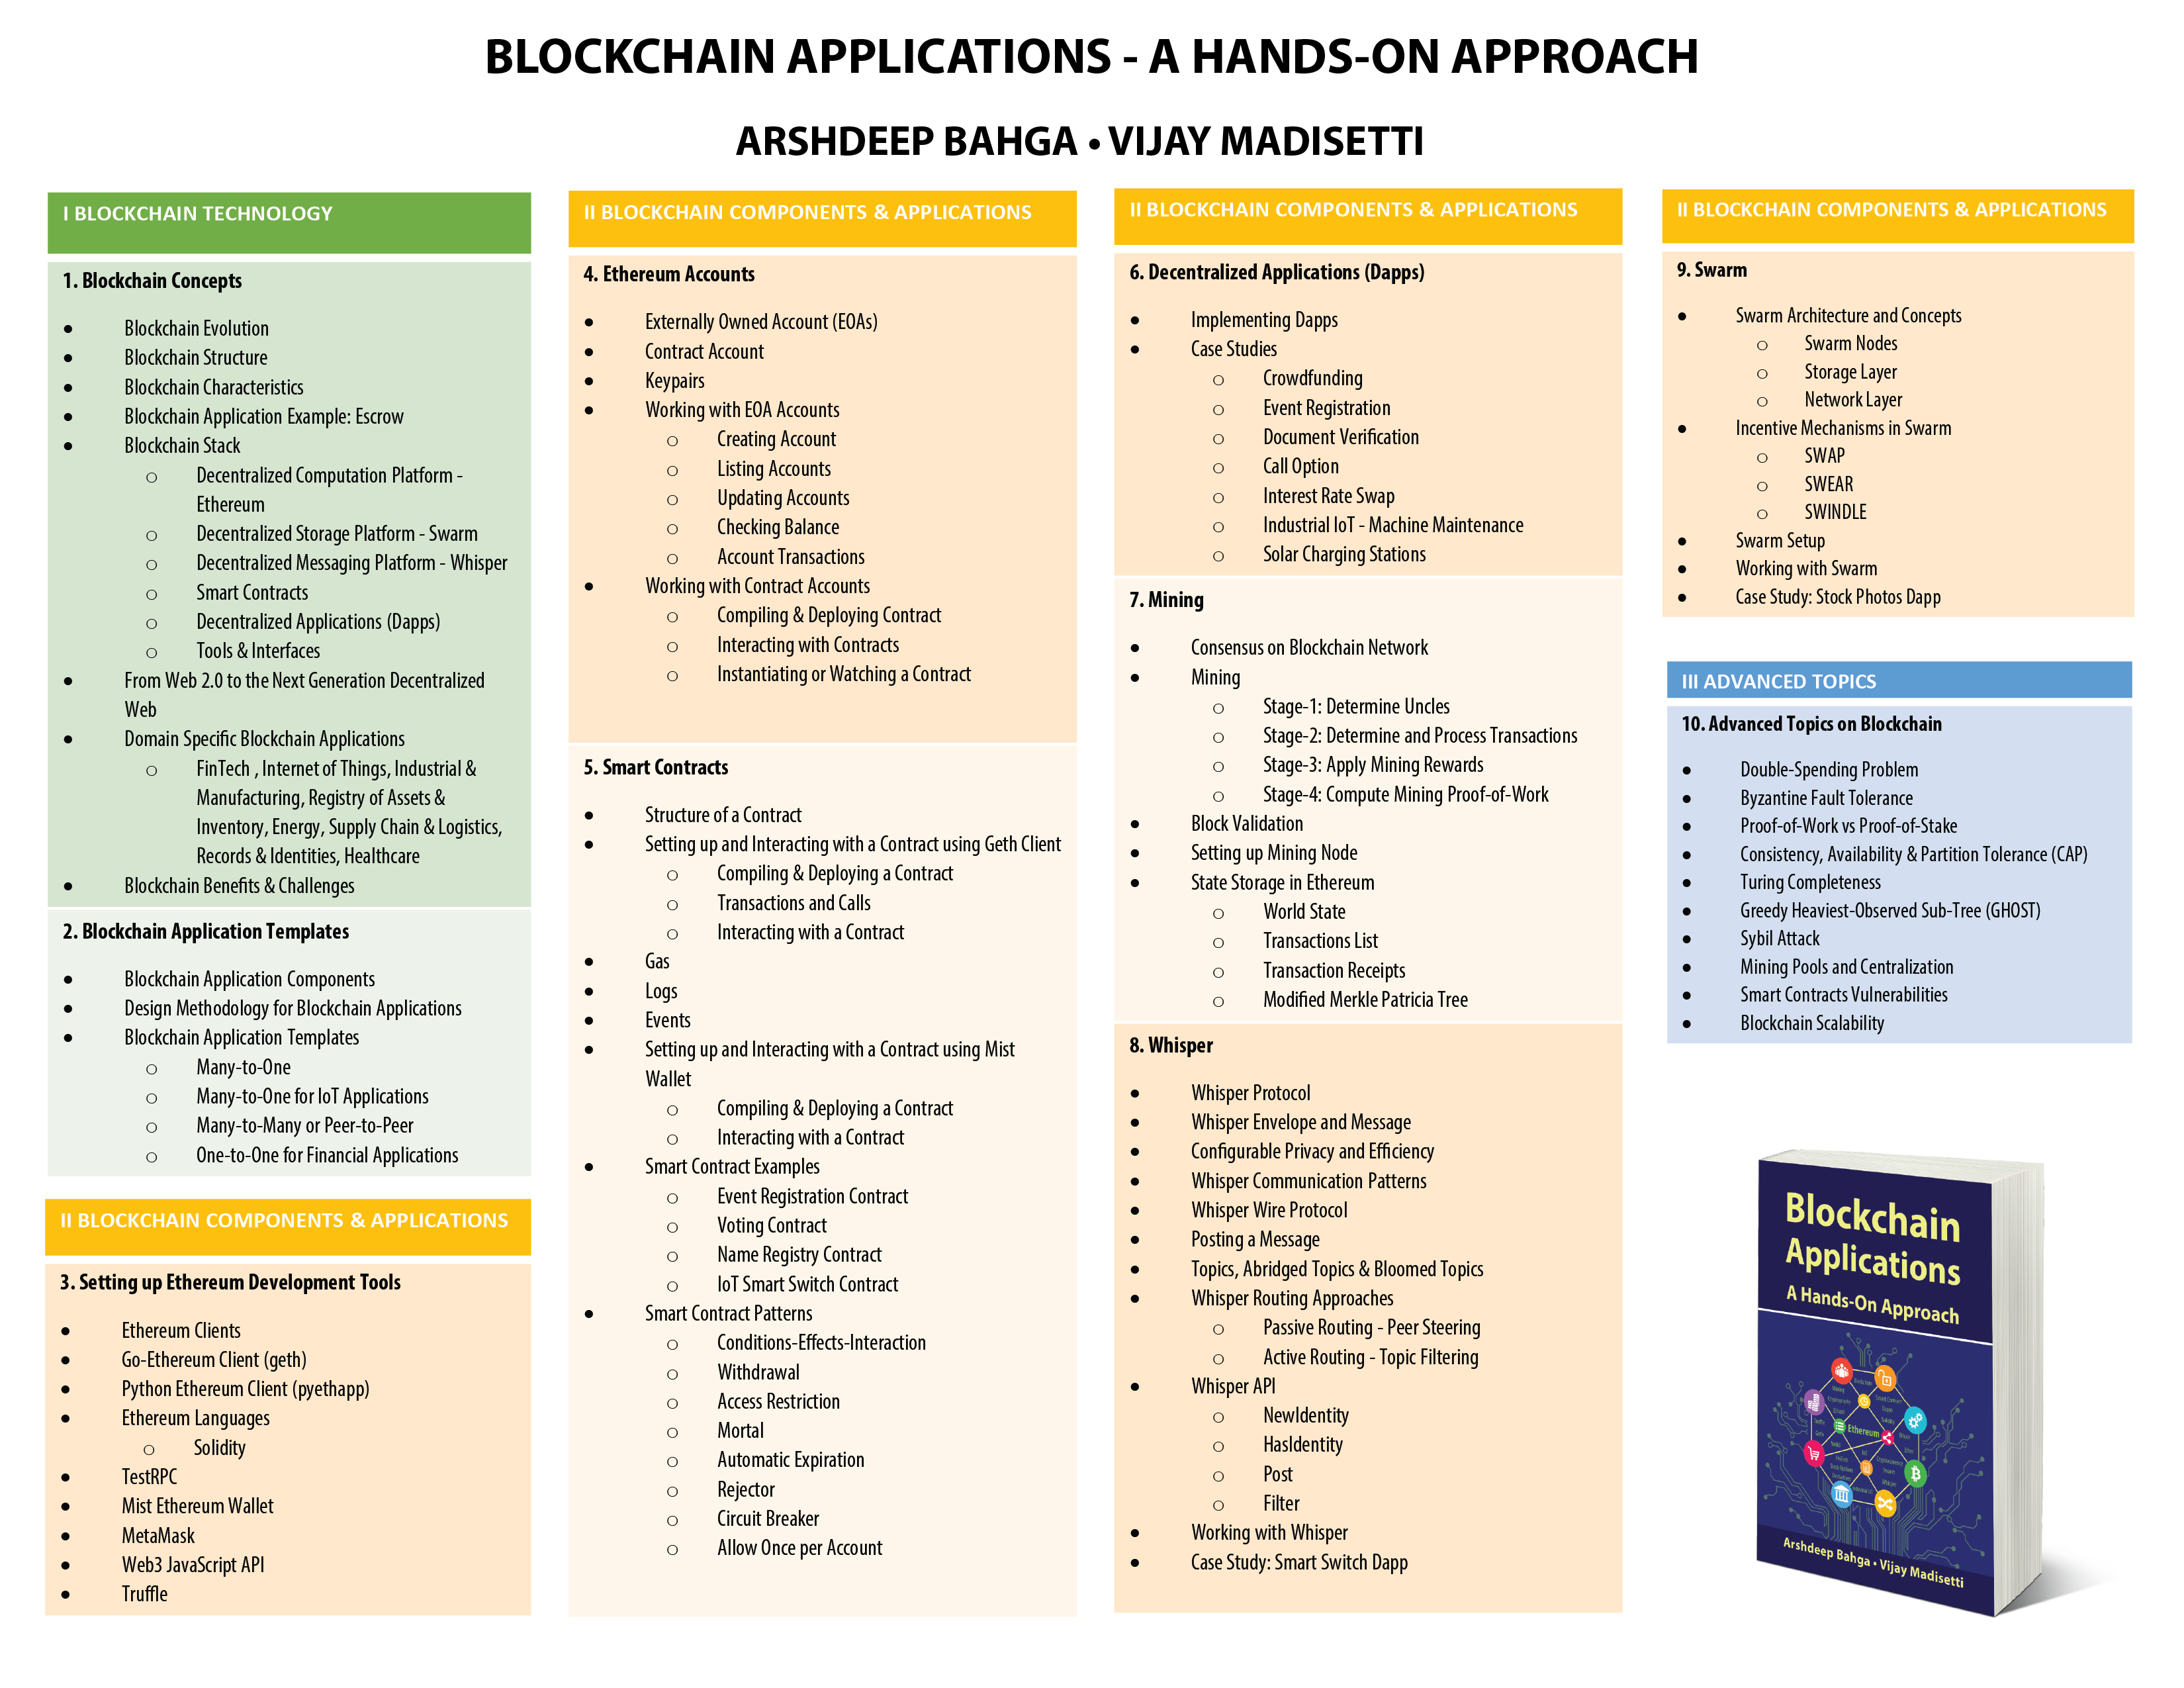 BLOCKCHAIN APPLICATIONS - A HANDS-ON APPROACH
ARSHDEEP BAHGA • VIJAY MADISETTI
I BLOCKCHAIN TECHNOLOGY
1. Blockchain Concepts
• Blockchain Evolution
• Blockchain Structure
• Blockchain Characteristics
• Blockchain Application Example: Escrow
• Blockchain Stack
o Decentralized Computation Platform -
Ethereum
o Decentralized Storage Platform - Swarm
o Decentralized Messaging Platform - Whisper
o Smart Contracts
o Decentralized Applications (Dapps)
o Tools & Interfaces
• From Web 2.0 to the Next Generation Decentralized
Web
• Domain Specific Blockchain Applications
o FinTech , Internet of Things, Industrial &
Manufacturing, Registry of Assets &
Inventory, Energy, Supply Chain & Logistics,
Records & Identities, Healthcare
• Blockchain Benefits & Challenges
2. Blockchain Application Templates
• Blockchain Application Components
• Design Methodology for Blockchain Applications
• Blockchain Application Templates
o Many-to-One
o Many-to-One for IoT Applications
o Many-to-Many or Peer-to-Peer
o One-to-One for Financial Applications
II BLOCKCHAIN COMPONENTS & APPLICATIONS
3. Setting up Ethereum Development Tools
• Ethereum Clients
• Go-Ethereum Client (geth)
• Python Ethereum Client (pyethapp)
• Ethereum Languages
o Solidity
• TestRPC
• Mist Ethereum Wallet
• MetaMask
• Web3 JavaScript API
• Truffle
II BLOCKCHAIN COMPONENTS & APPLICATIONS
4. Ethereum Accounts
• Externally Owned Account (EOAs)
• Contract Account
• Keypairs
• Working with EOA Accounts
o Creating Account
o Listing Accounts
o Updating Accounts
o Checking Balance
o Account Transactions
• Working with Contract Accounts
o Compiling & Deploying Contract
o Interacting with Contracts
o Instantiating or Watching a Contract
5. Smart Contracts
• Structure of a Contract
• Setting up and Interacting with a Contract using Geth Client
o Compiling & Deploying a Contract
o Transactions and Calls
o Interacting with a Contract
• Gas
• Logs
• Events
• Setting up and Interacting with a Contract using Mist
Wallet
o Compiling & Deploying a Contract
o Interacting with a Contract
• Smart Contract Examples
o Event Registration Contract
o Voting Contract
o Name Registry Contract
o IoT Smart Switch Contract
• Smart Contract Patterns
o Conditions-Effects-Interaction
o Withdrawal
o Access Restriction
o Mortal
o Automatic Expiration
o Rejector
o Circuit Breaker
o Allow Once per Account
II BLOCKCHAIN COMPONENTS & APPLICATIONS
6. Decentralized Applications (Dapps)
• Implementing Dapps
• Case Studies
o Crowdfunding
o Event Registration
o Document Verification
o Call Option
o Interest Rate Swap
o Industrial IoT - Machine Maintenance
o Solar Charging Stations
7. Mining
• Consensus on Blockchain Network
• Mining
o Stage-1: Determine Uncles
o Stage-2: Determine and Process Transactions
o Stage-3: Apply Mining Rewards
o Stage-4: Compute Mining Proof-of-Work
• Block Validation
• Setting up Mining Node
• State Storage in Ethereum
o World State
o Transactions List
o Transaction Receipts
o Modified Merkle Patricia Tree
8. Whisper
• Whisper Protocol
• Whisper Envelope and Message
• Configurable Privacy and Efficiency
• Whisper Communication Patterns
• Whisper Wire Protocol
• Posting a Message
• Topics, Abridged Topics & Bloomed Topics
• Whisper Routing Approaches
o Passive Routing - Peer Steering
o Active Routing - Topic Filtering
• Whisper API
o NewIdentity
o HasIdentity
o Post
o Filter
• Working with Whisper
• Case Study: Smart Switch Dapp
II BLOCKCHAIN COMPONENTS & APPLICATIONS
9. Swarm
• Swarm Architecture and Concepts
o Swarm Nodes
o Storage Layer
o Network Layer
• Incentive Mechanisms in Swarm
o SWAP
o SWEAR
o SWINDLE
• Swarm Setup
• Working with Swarm
• Case Study: Stock Photos Dapp
III ADVANCED TOPICS
10. Advanced Topics on Blockchain
• Double-Spending Problem
• Byzantine Fault Tolerance
• Proof-of-Work vs Proof-of-Stake
• Consistency, Availability & Partition Tolerance (CAP)
• Turing Completeness
• Greedy Heaviest-Observed Sub-Tree (GHOST)
• Sybil Attack
• Mining Pools and Centralization
• Smart Contracts Vulnerabilities
• Blockchain Scalability
Blockchain
Applications
A Hands-On Approach
Ethereum
Arshdeep Bahga • Vijay Madisetti